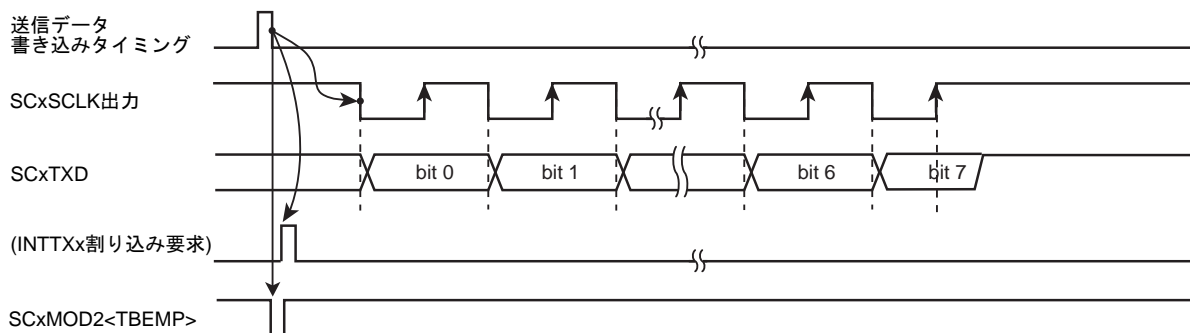 送信データ
書き込みタイミング
SCxSCLK出力
SCxTXD
bit 0
bit 1
bit 6
bit 7
(INTTXx割り込み要求)
SCxMOD2<TBEMP>